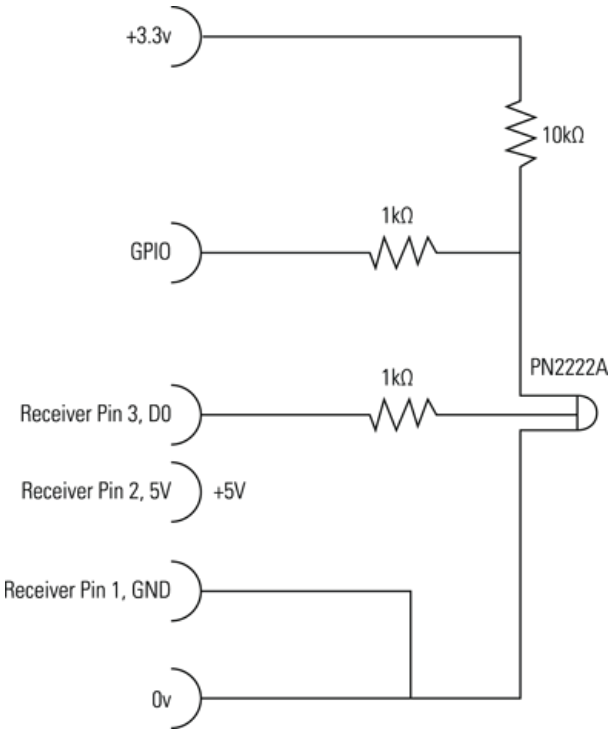 +3.3v
10kΩ
1kΩ
GPIO
PN2222A
1kΩ
Receiver Pin 3, D0
Receiver Pin 2, 5V +5V
Receiver Pin 1, GND
0v